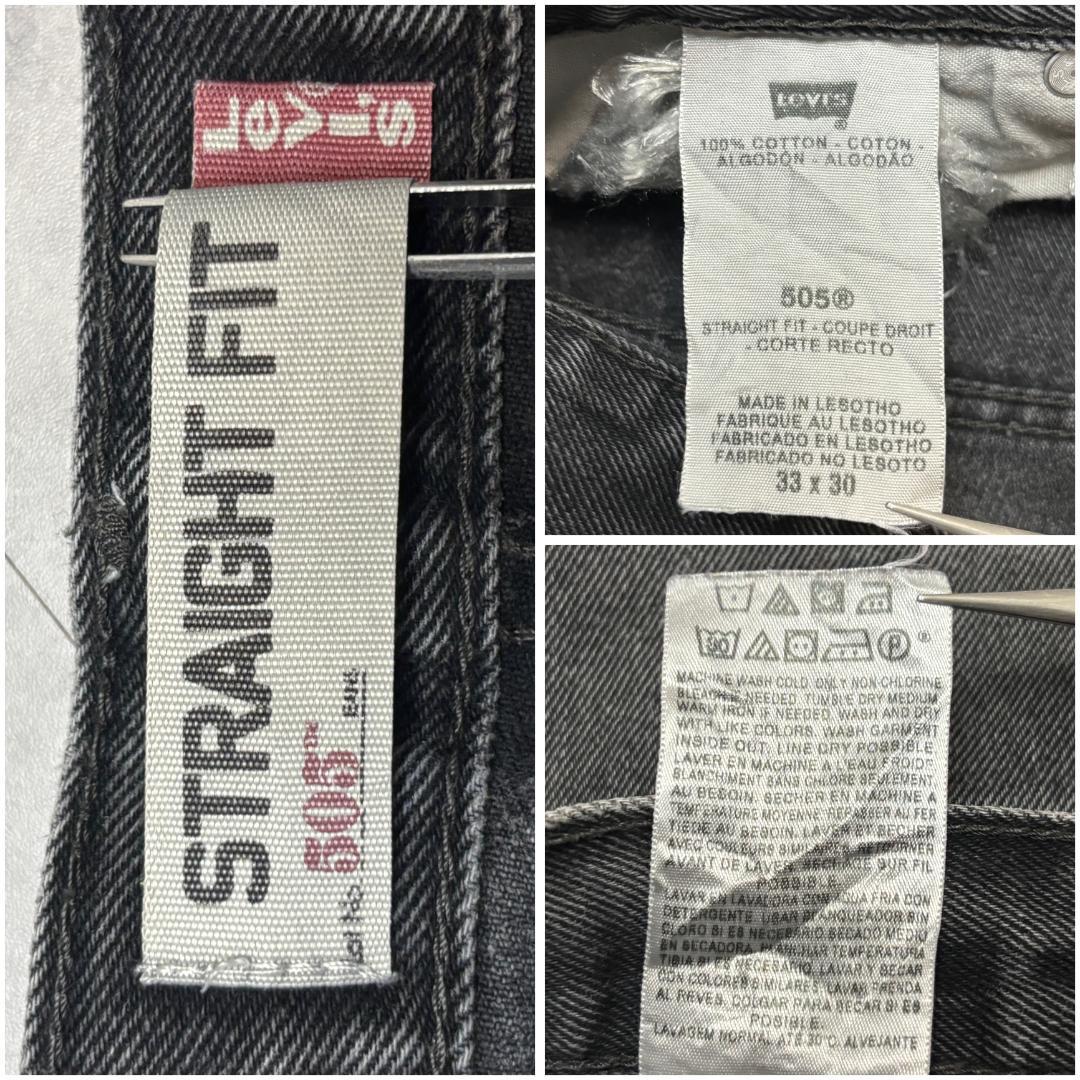 Levi's
STRAIGHT FIT
505™
LEVI'S
®
100% COTTON - COTON -
ALGODÓN - ALGODÃO
505®
STRAIGHT FIT - COUPE DROIT
- CORTE RECTO
MADE IN LESOTHO
FABRIQUE AU LESOTHO
FABRICADO EN LESOTHO
FABRICADO NO LESOTO
33 x 30
30
P
®
MACHINE WASH COLD. ONLY NON-CHLORINE
BLEACH NEEDED. TUMBLE DRY MEDIUM
WARM IRON IF NEEDED. WASH AND DRY
WITH LIKE COLORS. WASH GARMENT
INSIDE OUT. LINE DRY POSSIBLE
LAVER EN MACHINE A L'EAU FROIDE
BLANCHIMENT SANS CHLORE SEULEMENT
AU BESOIN. SECHER EN MACHINE A
TEMPERATURE MOYENNE. REPASSER AU FER
TIEDE AU BESOIN. LAVER ET SECHER
AVEC COULEURS SIMILAIRES. RETOURNER
AVANT DE LAVER. SUR FIL
POSSIBLE.
LAVAR EN LAVADORA CON AGUA FRIA CON
DETERGENTE. USAR BLANQUEADOR SIN
CLORO SI ES NECESARIO SECADO MEDIO
EN SECADORA. PLANCHAR TEMPERATURA
TIBIA SI ES NECESARIO. LAVAR Y SECAR
CON COLORES SIMILARES. LAVAR PRENDA
AL REVES. COLGAR PARA SECAR SI ES
POSIBLE.
LAVAGEM NORMAL ATE 30°C. ALVEJANTE